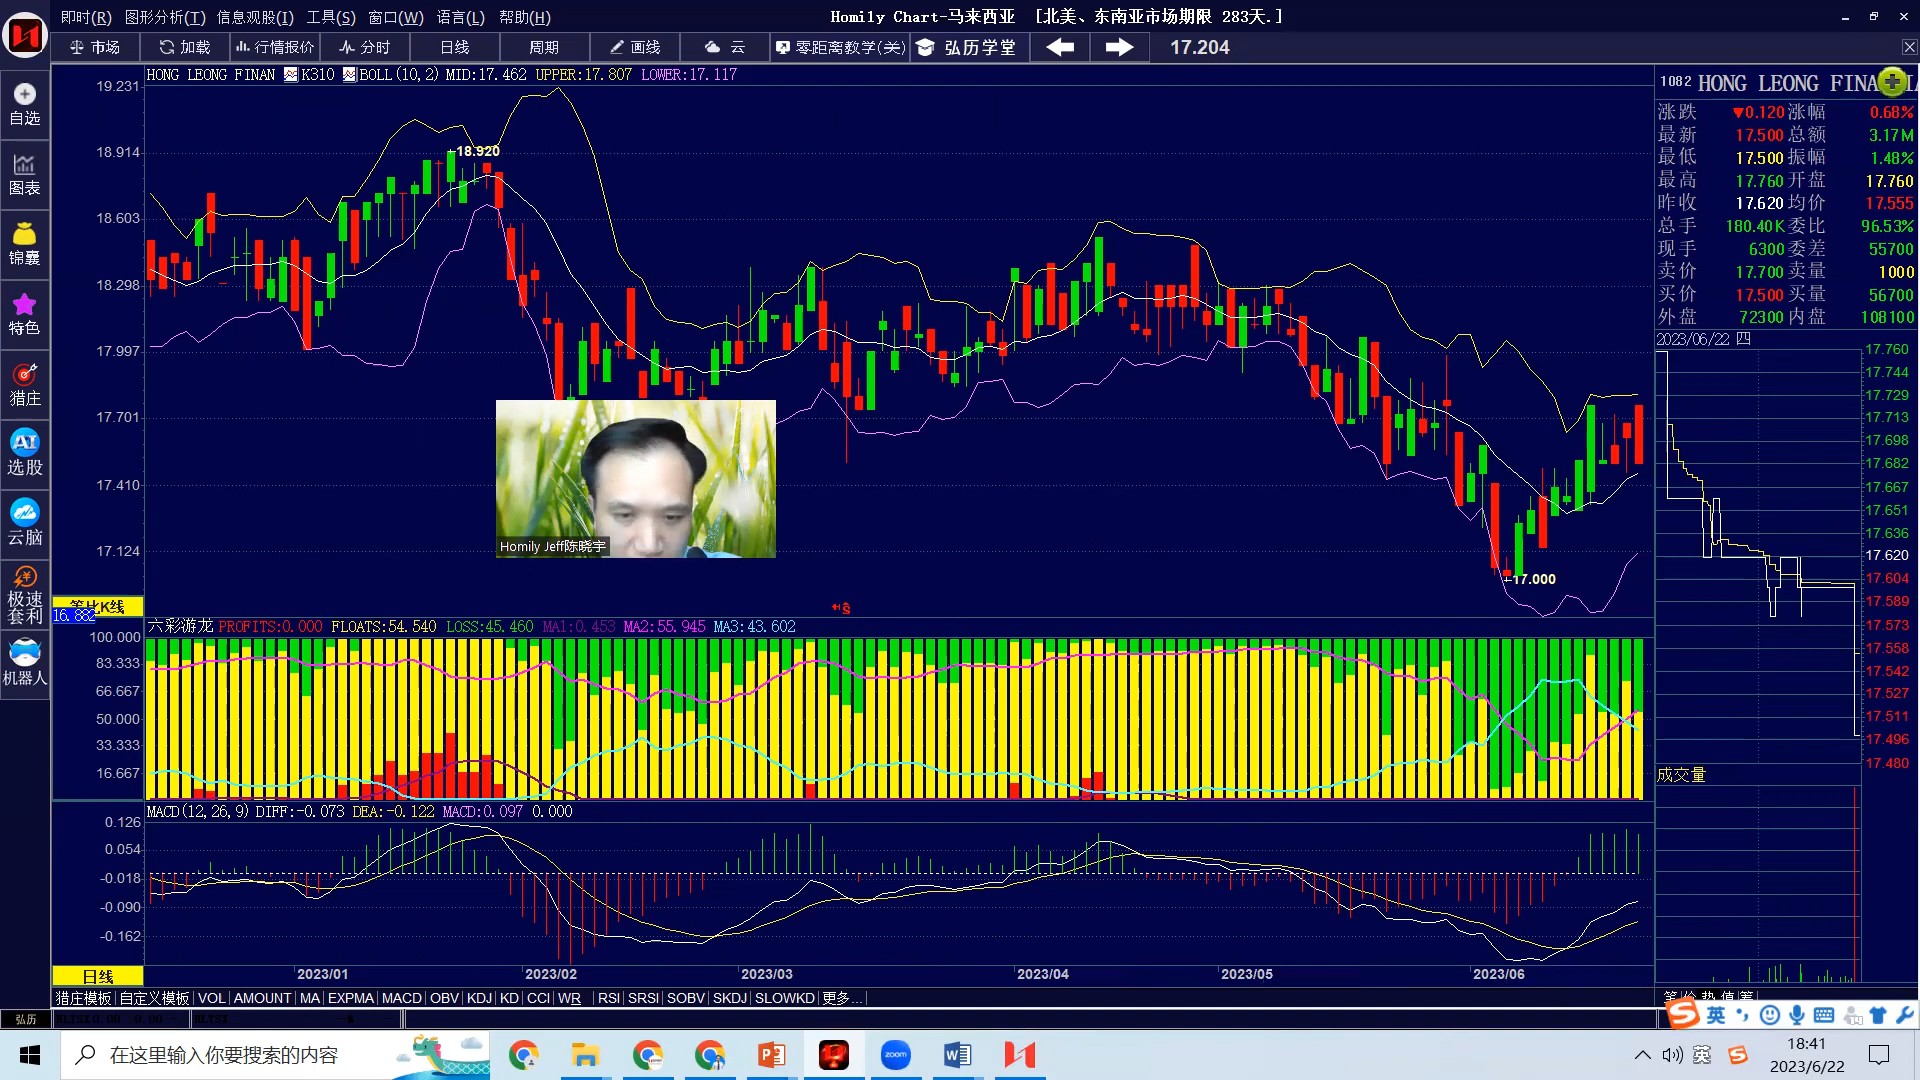 即时(R) 图形分析(T) 信息观股(I) 工具(S) 窗口(W) 语言(L) 帮助(H) Homily Chart-马来西亚 [北美、东南亚市场期限 283天.]
市场 加载 行情报价 分时 日线 周期 画线 云 零距离教学(关) 弘历学堂 17.204
HONG LEONG FINAN K310 BOLL(10,2) MID:17.462 UPPER:17.807 LOWER:17.117
自选
图表
锦囊
特色
猎庄
AI
选股
云脑
极速
套利
机器人
19.231
18.914
18.603
18.298
17.997
17.701
17.410
17.124
16.882
18.920
17.000
Homily Jeff陈晓宇
1082 HONG LEONG FINA
涨跌 ▼0.120 涨幅 0.68%
最新 17.500 总额 3.17M
最低 17.500 振幅 1.48%
最高 17.760 开盘 17.760
昨收 17.620 均价 17.555
总手 180.40K 委比 96.53%
现手 6300 委差 55700
卖价 17.700 卖量 1000
买价 17.500 买量 56700
外盘 72300 内盘 108100
2023/06/22 四
17.760
17.744
17.729
17.713
17.698
17.682
17.667
17.651
17.636
17.620
17.604
17.589
17.573
17.558
17.542
17.527
17.511
17.496
17.480
成交量
六彩游龙 PROFITS:0.000 FLOATS:54.540 LOSS:45.460 MA1:0.453 MA2:55.945 MA3:43.602
100.000
83.333
66.667
50.000
33.333
16.667
MACD(12,26,9) DIFF:-0.073 DEA:-0.122 MACD:0.097 0.000
0.126
0.054
-0.018
-0.090
-0.162
日线 2023/01 2023/02 2023/03 2023/04 2023/05 2023/06
猎庄模板 自定义模板 VOL AMOUNT MA EXPMA MACD OBV KDJ KD CCI WR RSI SRSI SOBV SKDJ SLOWKD 更多...
弘历
英
在这里输入你要搜索的内容
zoom
英
18:41
2023/6/22